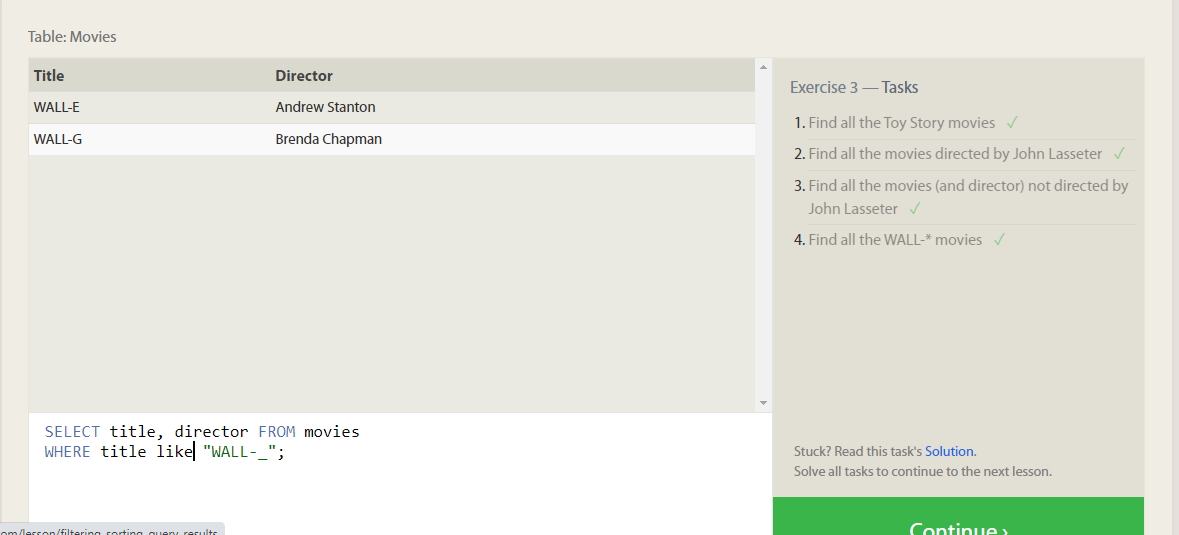 Table: Movies
Title Director
WALL-E Andrew Stanton
WALL-G Brenda Chapman
SELECT title, director FROM movies
WHERE title like "WALL-_";
Exercise 3 — Tasks
1. Find all the Toy Story movies ✓
2. Find all the movies directed by John Lasseter ✓
3. Find all the movies (and director) not directed by
John Lasseter ✓
4. Find all the WALL-* movies ✓
Stuck? Read this task's Solution.
Solve all tasks to continue to the next lesson.
Continue ›
om/lesson/filtering_sorting_query_results